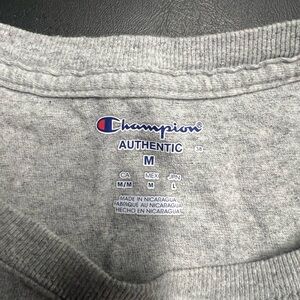 Champion®
AUTHENTIC
M
CA MEX JPN
M/M M L
MADE IN NICARAGUA
FABRIQUÉ AU NICARAGUA
HECHO EN NICARAGUA